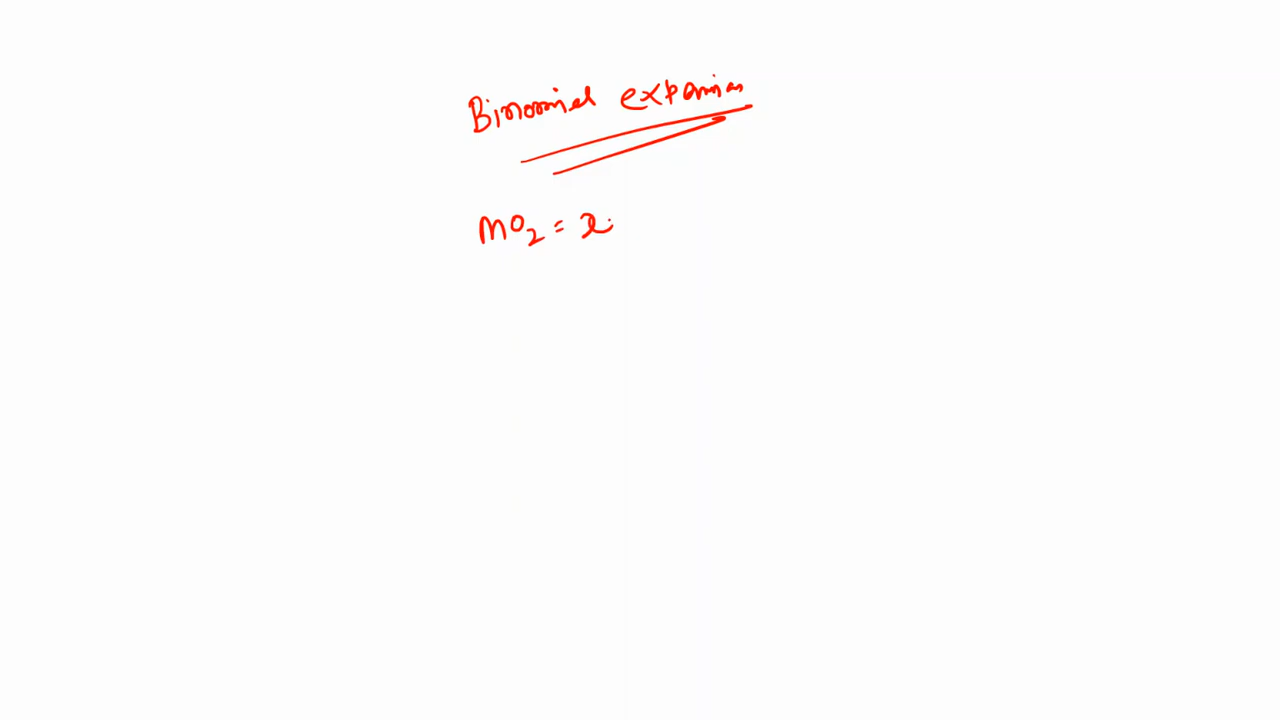 Binomial expansion
MO₂ = x